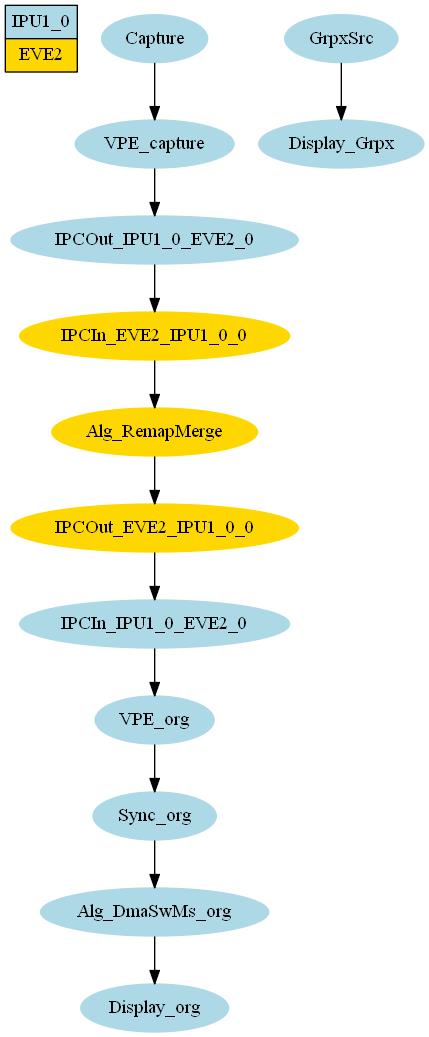 IPU1_0
EVE2
Capture
GrpxSrc
VPE_capture
Display_Grpx
IPCOut_IPU1_0_EVE2_0
IPCIn_EVE2_IPU1_0_0
Alg_RemapMerge
IPCOut_EVE2_IPU1_0_0
IPCIn_IPU1_0_EVE2_0
VPE_org
Sync_org
Alg_DmaSwMs_org
Display_org